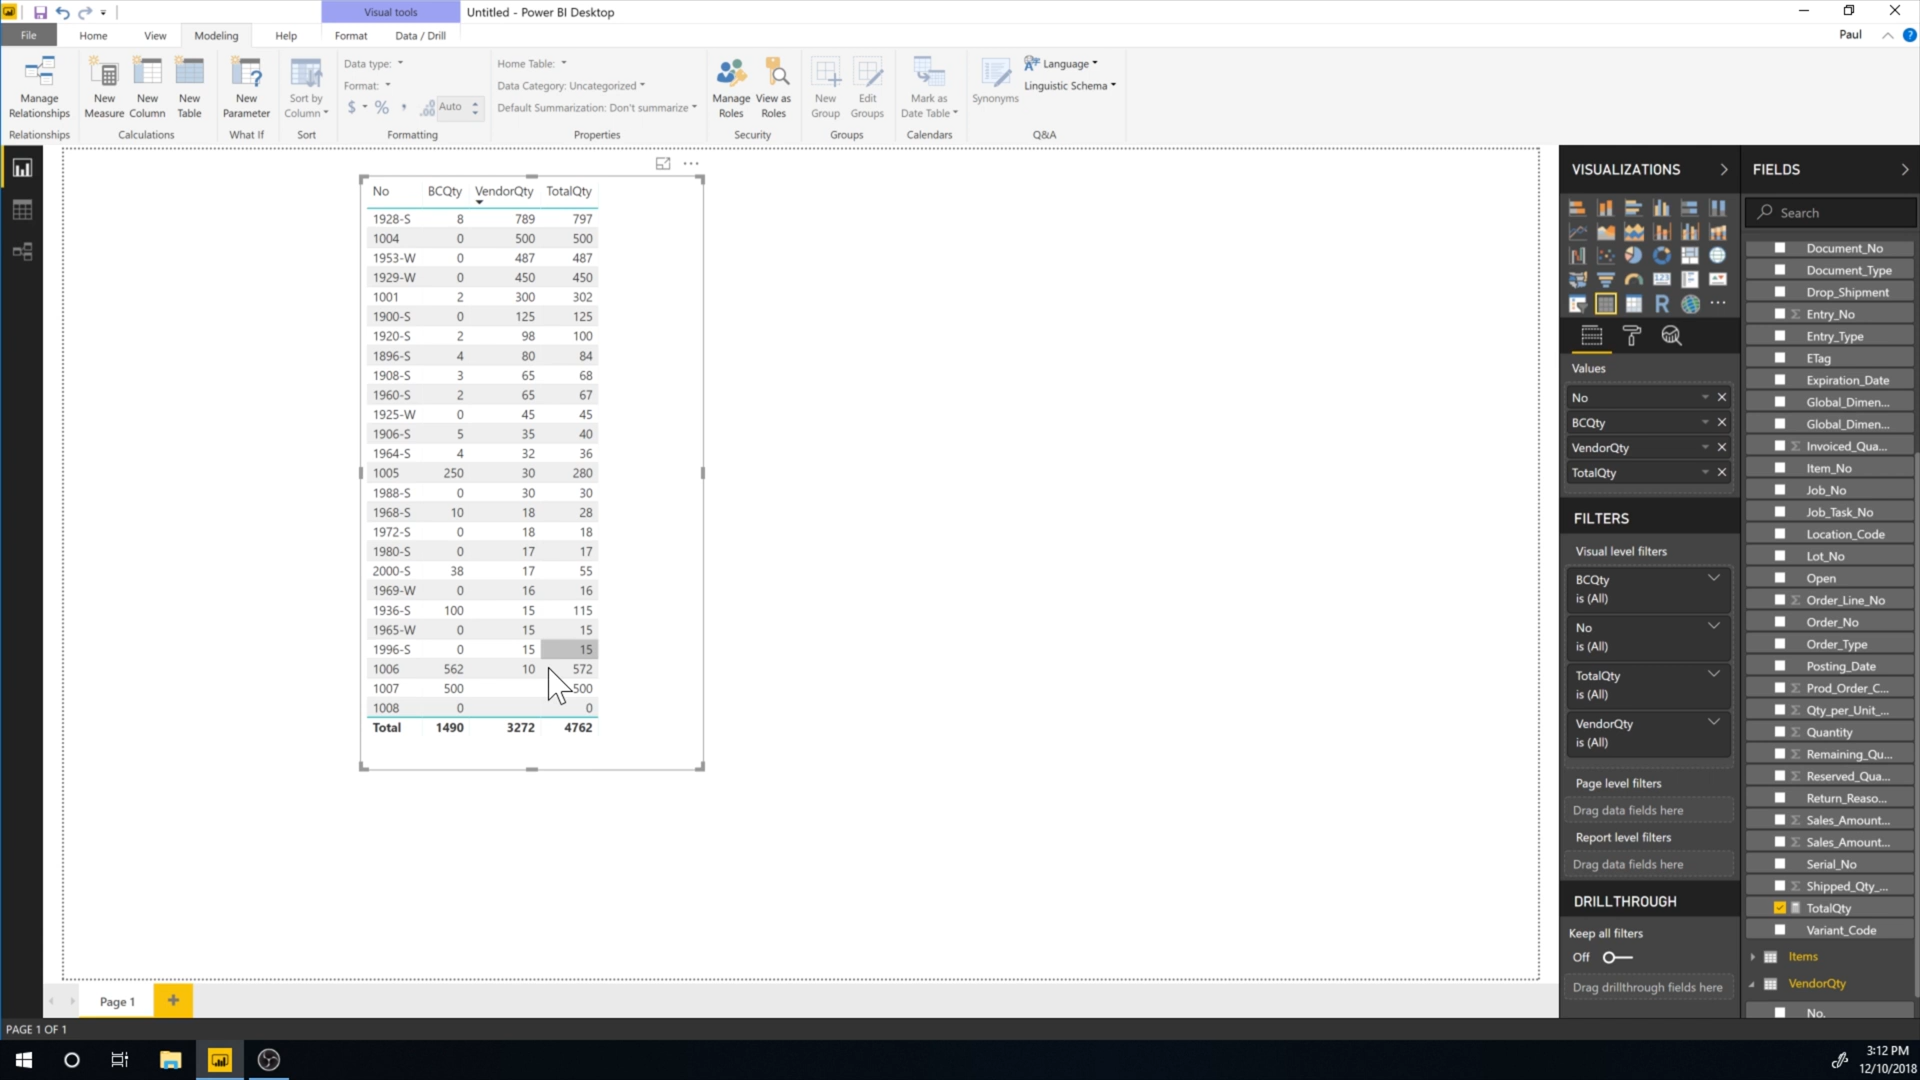 Visual tools
Untitled - Power BI Desktop
File
Home
View
Modeling
Help
Format
Data / Drill
Paul
Manage Relationships
Relationships
New Measure
New Column
New Table
Calculations
New Parameter
What If
Sort by Column
Sort
Data type:
Format:
$ % , .00 Auto
Formatting
Home Table:
Data Category: Uncategorized
Default Summarization: Don't summarize
Properties
Manage Roles
View as Roles
Security
New Group
Edit Groups
Groups
Mark as Date Table
Calendars
Synonyms
Language
Linguistic Schema
Q&A
No BCQty VendorQty TotalQty
1928-S 8 789 797
1004 0 500 500
1953-W 0 487 487
1929-W 0 450 450
1001 2 300 302
1900-S 0 125 125
1920-S 2 98 100
1896-S 4 80 84
1908-S 3 65 68
1960-S 2 65 67
1925-W 0 45 45
1906-S 5 35 40
1964-S 4 32 36
1005 250 30 280
1988-S 0 30 30
1968-S 10 18 28
1972-S 0 18 18
1980-S 0 17 17
2000-S 38 17 55
1969-W 0 16 16
1936-S 100 15 115
1965-W 0 15 15
1996-S 0 15 15
1006 562 10 572
1007 500 500
1008 0 0
Total 1490 3272 4762
VISUALIZATIONS
R
123
Values
No
BCQty
VendorQty
TotalQty
FILTERS
Visual level filters
BCQty
is (All)
No
is (All)
TotalQty
is (All)
VendorQty
is (All)
Page level filters
Drag data fields here
Report level filters
Drag data fields here
DRILLTHROUGH
Keep all filters
Off
Drag drillthrough fields here
FIELDS
Search
Document_No
Document_Type
Drop_Shipment
Σ Entry_No
Entry_Type
ETag
Expiration_Date
Global_Dimen...
Global_Dimen...
Σ Invoiced_Qua...
Item_No
Job_No
Job_Task_No
Location_Code
Lot_No
Open
Σ Order_Line_No
Order_No
Order_Type
Posting_Date
Σ Prod_Order_C...
Σ Qty_per_Unit_...
Σ Quantity
Σ Remaining_Qu...
Σ Reserved_Qua...
Return_Reaso...
Σ Sales_Amount...
Σ Sales_Amount...
Serial_No
Σ Shipped_Qty_...
TotalQty
Variant_Code
Items
VendorQty
No.
Page 1
+
PAGE 1 OF 1
3:12 PM
12/10/2018